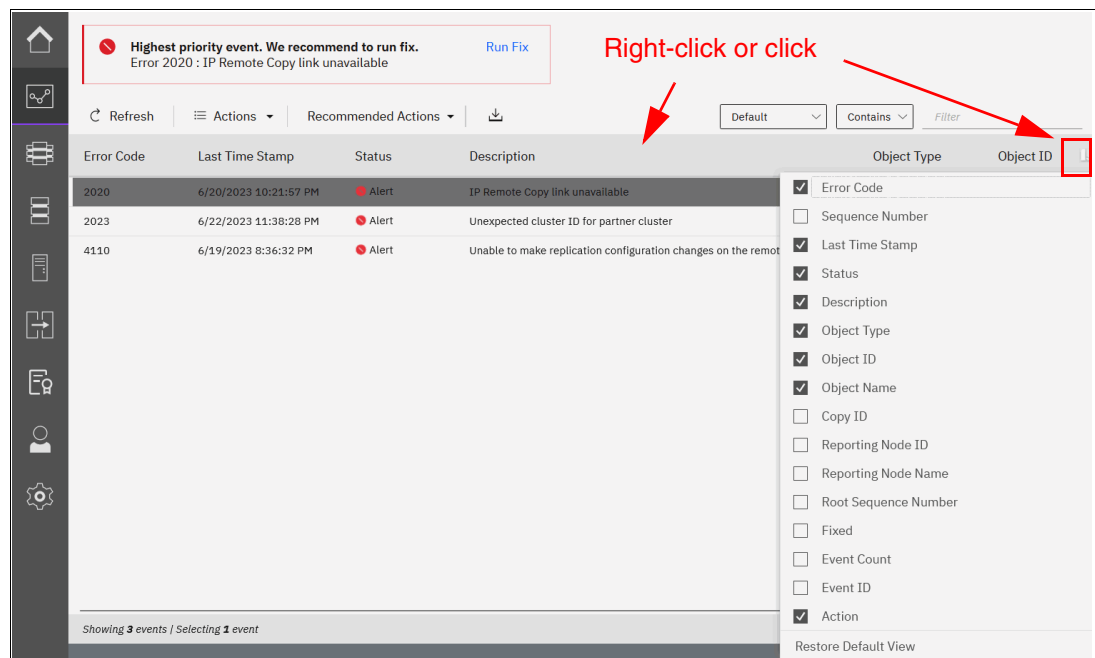 Highest priority event. We recommend to run fix.
Error 2020 : IP Remote Copy link unavailable
Run Fix
Right-click or click
Refresh
Actions
Recommended Actions
Default
Contains
Filter
Error Code Last Time Stamp Status Description Object Type Object ID
2020 6/20/2023 10:21:57 PM Alert IP Remote Copy link unavailable
2023 6/22/2023 11:38:28 PM Alert Unexpected cluster ID for partner cluster
4110 6/19/2023 8:36:32 PM Alert Unable to make replication configuration changes on the remot
Error Code
Sequence Number
Last Time Stamp
Status
Description
Object Type
Object ID
Object Name
Copy ID
Reporting Node ID
Reporting Node Name
Root Sequence Number
Fixed
Event Count
Event ID
Action
Restore Default View
Showing 3 events | Selecting 1 event